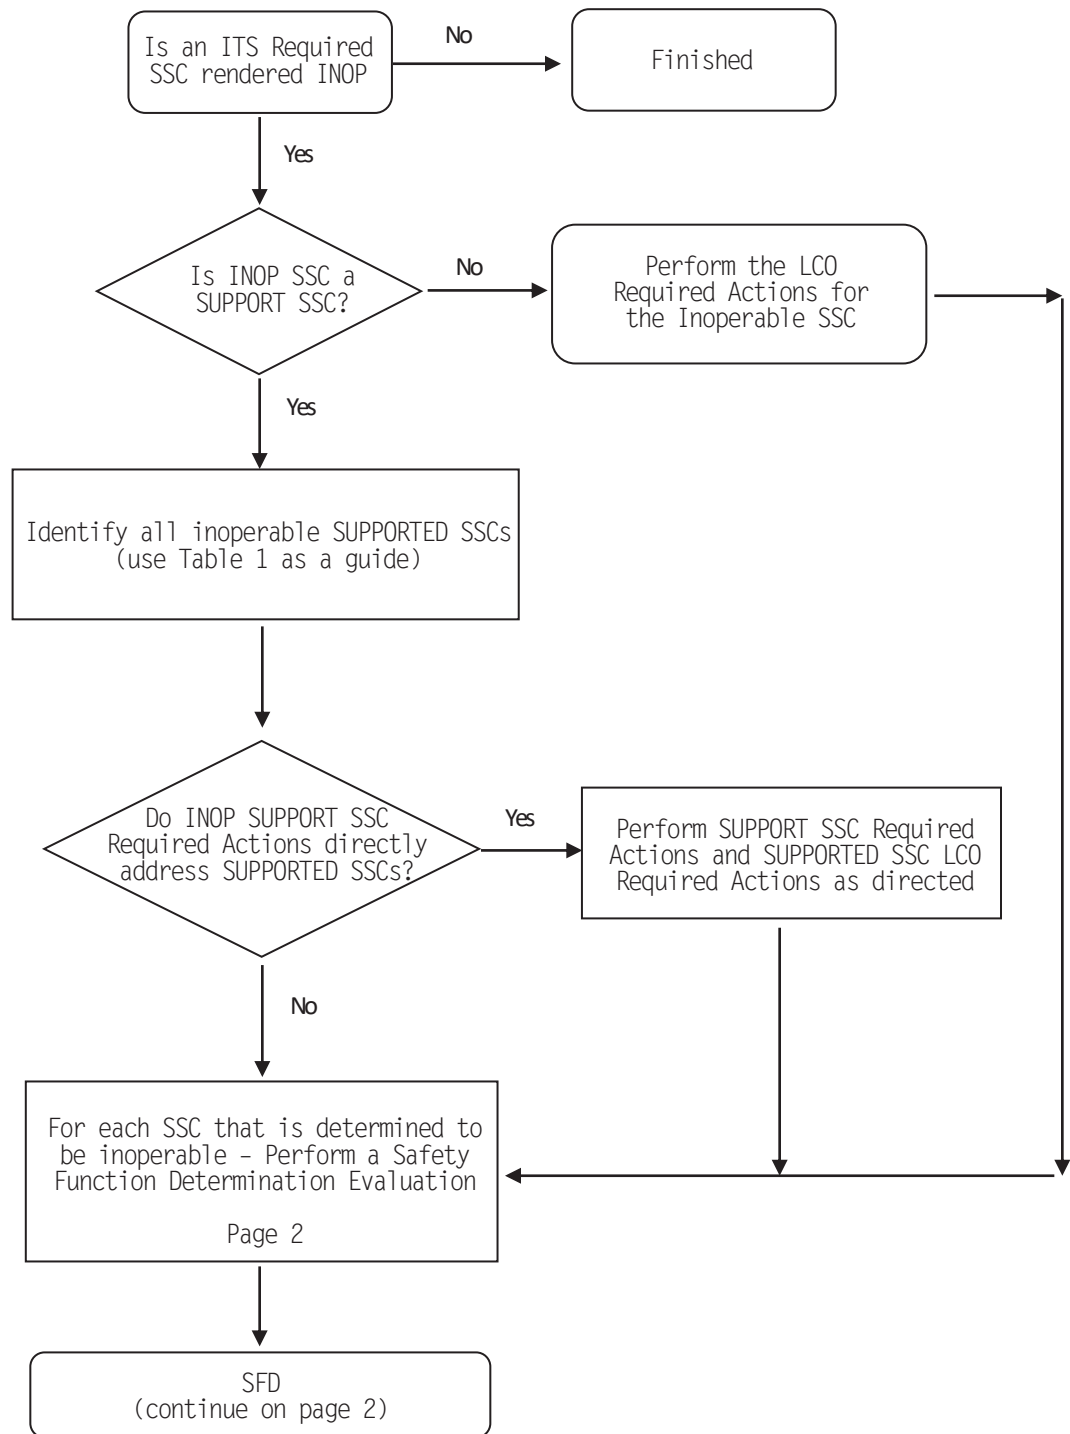 Is an ITS Required
SSC rendered INOP
No
Finished
Yes
Is INOP SSC a
SUPPORT SSC?
No
Perform the LCO
Required Actions for
the Inoperable SSC
Yes
Identify all inoperable SUPPORTED SSCs
(use Table 1 as a guide)
Do INOP SUPPORT SSC
Required Actions directly
address SUPPORTED SSCs?
Yes
Perform SUPPORT SSC Required
Actions and SUPPORTED SSC LCO
Required Actions as directed
No
For each SSC that is determined to
be inoperable – Perform a Safety
Function Determination Evaluation
Page 2
SFD
(continue on page 2)